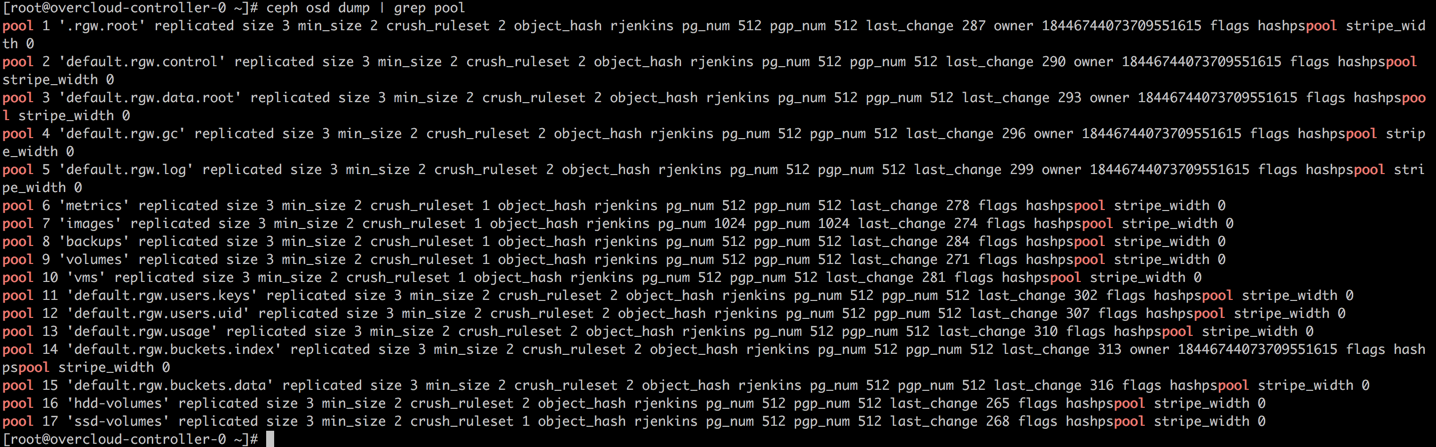 [root@overcloud-controller-0 ~]# ceph osd dump | grep pool
pool 1 '.rgw.root' replicated size 3 min_size 2 crush_ruleset 2 object_hash rjenkins pg_num 512 pgp_num 512 last_change 287 owner 18446744073709551615 flags hashpspool stripe_wid
th 0
pool 2 'default.rgw.control' replicated size 3 min_size 2 crush_ruleset 2 object_hash rjenkins pg_num 512 pgp_num 512 last_change 290 owner 18446744073709551615 flags hashpspool
stripe_width 0
pool 3 'default.rgw.data.root' replicated size 3 min_size 2 crush_ruleset 2 object_hash rjenkins pg_num 512 pgp_num 512 last_change 293 owner 18446744073709551615 flags hashpspoo
l stripe_width 0
pool 4 'default.rgw.gc' replicated size 3 min_size 2 crush_ruleset 2 object_hash rjenkins pg_num 512 pgp_num 512 last_change 296 owner 18446744073709551615 flags hashpspool strip
e_width 0
pool 5 'default.rgw.log' replicated size 3 min_size 2 crush_ruleset 2 object_hash rjenkins pg_num 512 pgp_num 512 last_change 299 owner 18446744073709551615 flags hashpspool stri
pe_width 0
pool 6 'metrics' replicated size 3 min_size 2 crush_ruleset 1 object_hash rjenkins pg_num 512 pgp_num 512 last_change 278 flags hashpspool stripe_width 0
pool 7 'images' replicated size 3 min_size 2 crush_ruleset 1 object_hash rjenkins pg_num 1024 pgp_num 1024 last_change 274 flags hashpspool stripe_width 0
pool 8 'backups' replicated size 3 min_size 2 crush_ruleset 1 object_hash rjenkins pg_num 512 pgp_num 512 last_change 284 flags hashpspool stripe_width 0
pool 9 'volumes' replicated size 3 min_size 2 crush_ruleset 1 object_hash rjenkins pg_num 512 pgp_num 512 last_change 271 flags hashpspool stripe_width 0
pool 10 'vms' replicated size 3 min_size 2 crush_ruleset 1 object_hash rjenkins pg_num 512 pgp_num 512 last_change 281 flags hashpspool stripe_width 0
pool 11 'default.rgw.users.keys' replicated size 3 min_size 2 crush_ruleset 2 object_hash rjenkins pg_num 512 pgp_num 512 last_change 302 flags hashpspool stripe_width 0
pool 12 'default.rgw.users.uid' replicated size 3 min_size 2 crush_ruleset 2 object_hash rjenkins pg_num 512 pgp_num 512 last_change 307 flags hashpspool stripe_width 0
pool 13 'default.rgw.usage' replicated size 3 min_size 2 crush_ruleset 2 object_hash rjenkins pg_num 512 pgp_num 512 last_change 310 flags hashpspool stripe_width 0
pool 14 'default.rgw.buckets.index' replicated size 3 min_size 2 crush_ruleset 2 object_hash rjenkins pg_num 512 pgp_num 512 last_change 313 owner 18446744073709551615 flags hash
pspool stripe_width 0
pool 15 'default.rgw.buckets.data' replicated size 3 min_size 2 crush_ruleset 2 object_hash rjenkins pg_num 512 pgp_num 512 last_change 316 flags hashpspool stripe_width 0
pool 16 'hdd-volumes' replicated size 3 min_size 2 crush_ruleset 2 object_hash rjenkins pg_num 512 pgp_num 512 last_change 265 flags hashpspool stripe_width 0
pool 17 'ssd-volumes' replicated size 3 min_size 2 crush_ruleset 1 object_hash rjenkins pg_num 512 pgp_num 512 last_change 268 flags hashpspool stripe_width 0
[root@overcloud-controller-0 ~]#